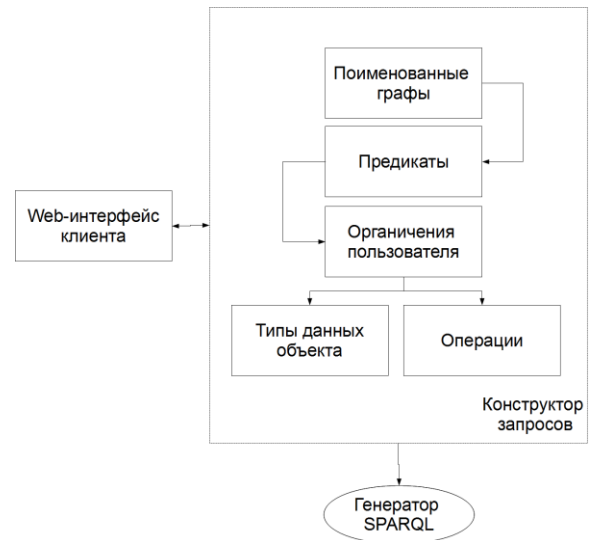 Поименованные
графы
Предикаты
Web-интерфейс
клиента
Органичения
пользователя
Типы данных
объекта
Операции
Конструктор
запросов
Генератор
SPARQL